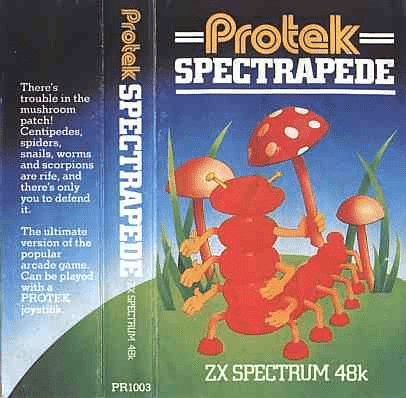 There's
trouble in the
mushroom
patch!
Centipedes,
spiders,
snails, worms
and scorpions
are rife, and
there's only
you to defend
it.
The ultimate
version of the
popular
arcade game.
Can be played
with a
PROTEK
joystick.
Protek SPECTRAPEDE ZX SPECTRUM 48k
PR1003
Protek
SPECTRAPEDE
ZX SPECTRUM 48k